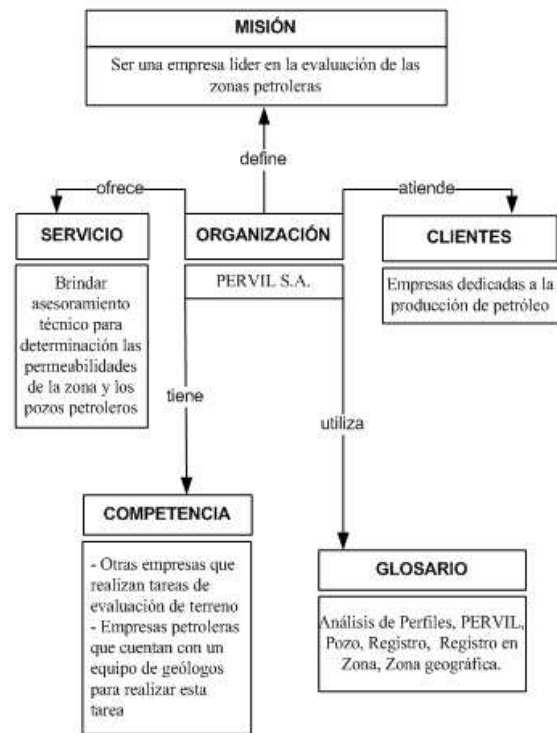 MISIÓN
Ser una empresa líder en la evaluación de las
zonas petroleras
define
ofrece
atiende
SERVICIO
ORGANIZACIÓN
CLIENTES
Brindar
asesoramiento
técnico para
determinación las
permeabilidades
de la zona y los
pozos petroleros
PERVIL S.A.
Empresas dedicadas a la
producción de petróleo
tiene
utiliza
COMPETENCIA
- Otras empresas que
realizan tareas de
evaluación de terreno
- Empresas petroleras
que cuentan con un
equipo de geólogos
para realizar esta
tarea
GLOSARIO
Análisis de Perfiles, PERVIL,
Pozo, Registro, Registro en
Zona, Zona geográfica.